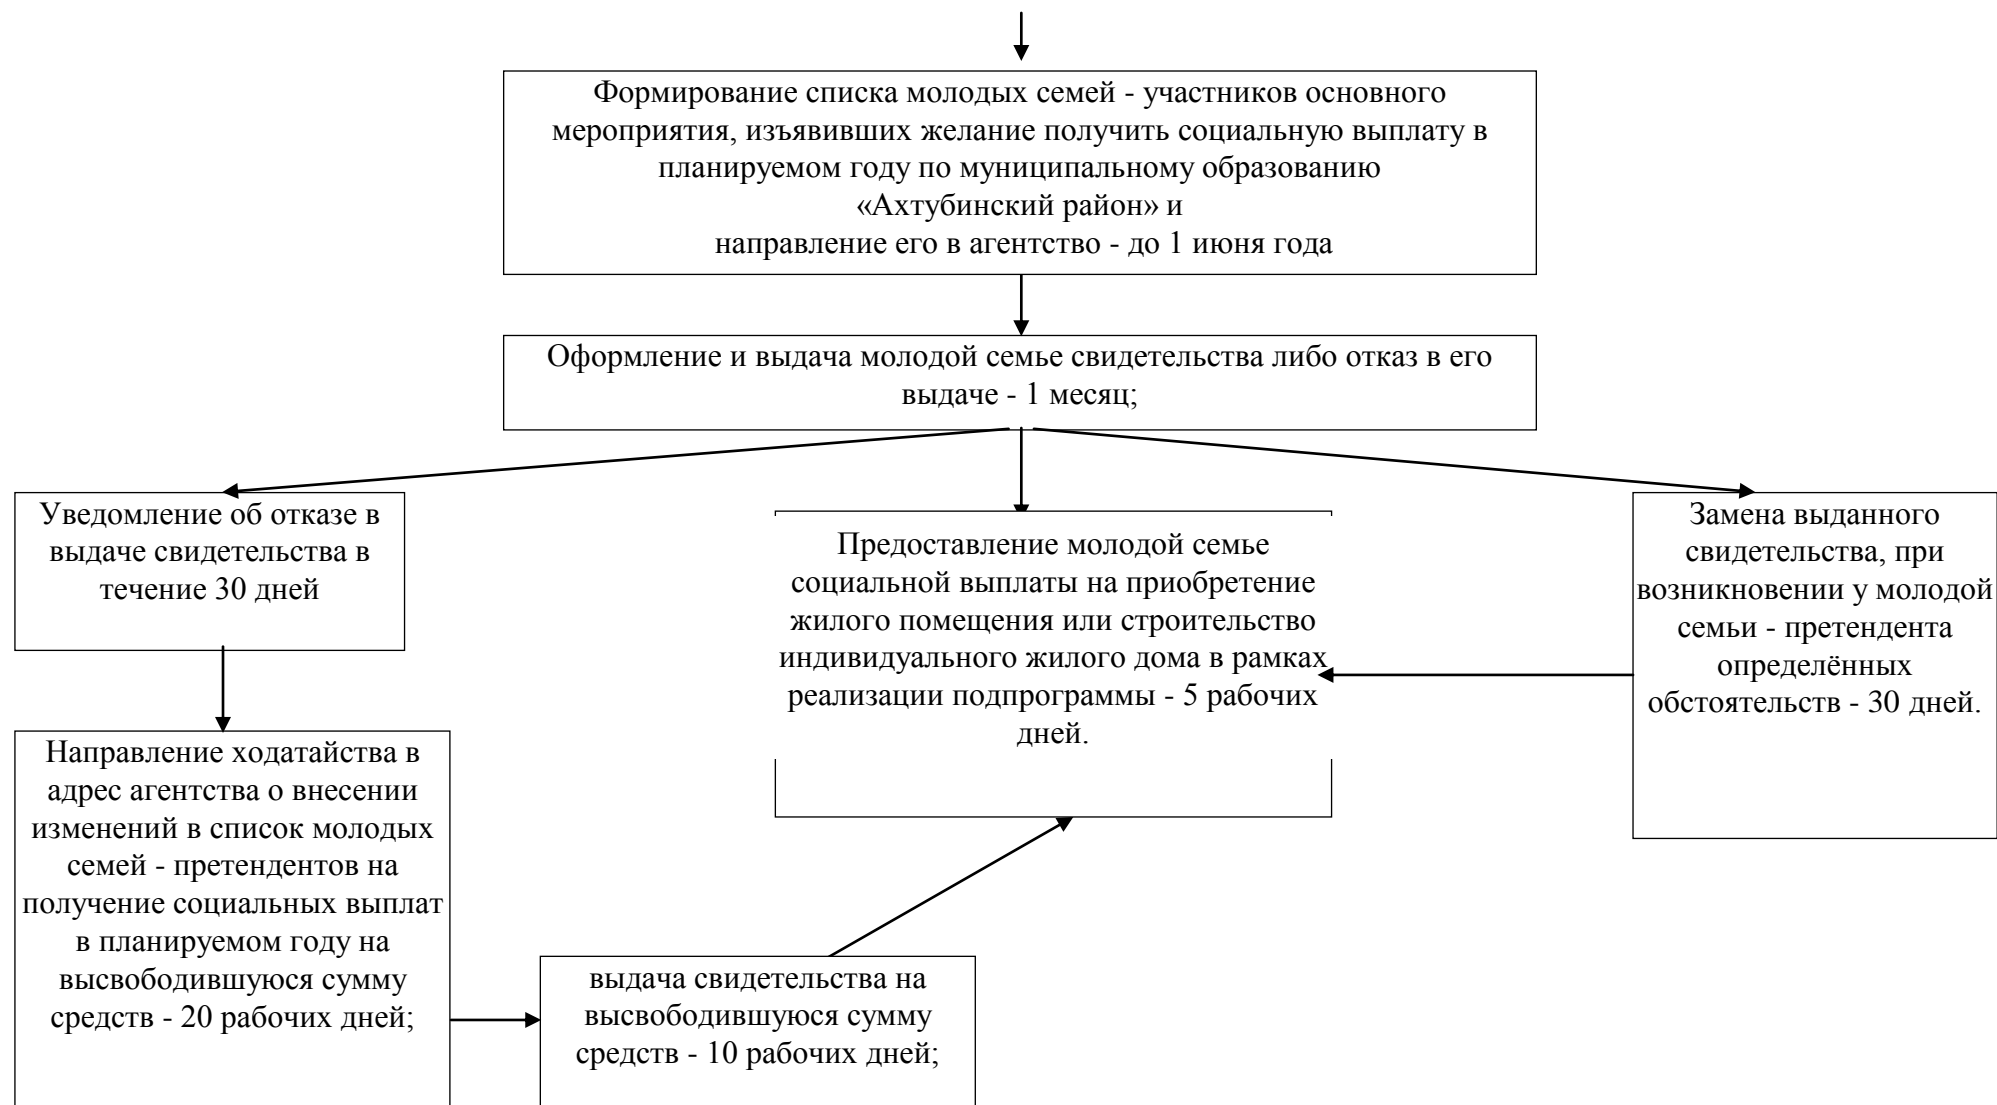 Формирование списка молодых семей - участников основного
мероприятия, изъявивших желание получить социальную выплату в
планируемом году по муниципальному образованию
«Ахтубинский район» и
направление его в агентство - до 1 июня года
Оформление и выдача молодой семье свидетельства либо отказ в его
выдаче - 1 месяц;
Уведомление об отказе в
выдаче свидетельства в
течение 30 дней
Предоставление молодой семье
социальной выплаты на приобретение
жилого помещения или строительство
индивидуального жилого дома в рамках
реализации подпрограммы - 5 рабочих
дней.
Замена выданного
свидетельства, при
возникновении у молодой
семьи - претендента
определённых
обстоятельств - 30 дней.
Направление ходатайства в
адрес агентства о внесении
изменений в список молодых
семей - претендентов на
получение социальных выплат
в планируемом году на
высвободившуюся сумму
средств - 20 рабочих дней;
выдача свидетельства на
высвободившуюся сумму
средств - 10 рабочих дней;